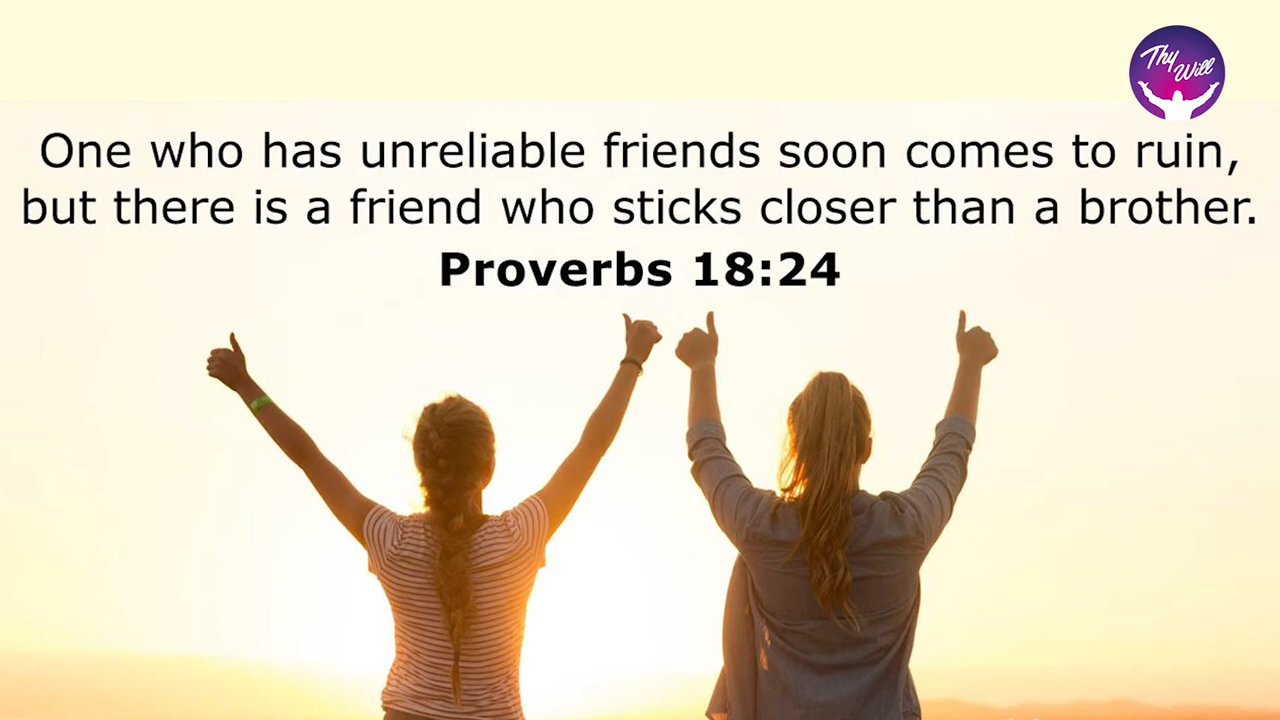 Thy
Will
One who has unreliable friends soon comes to ruin,
but there is a friend who sticks closer than a brother.
Proverbs 18:24